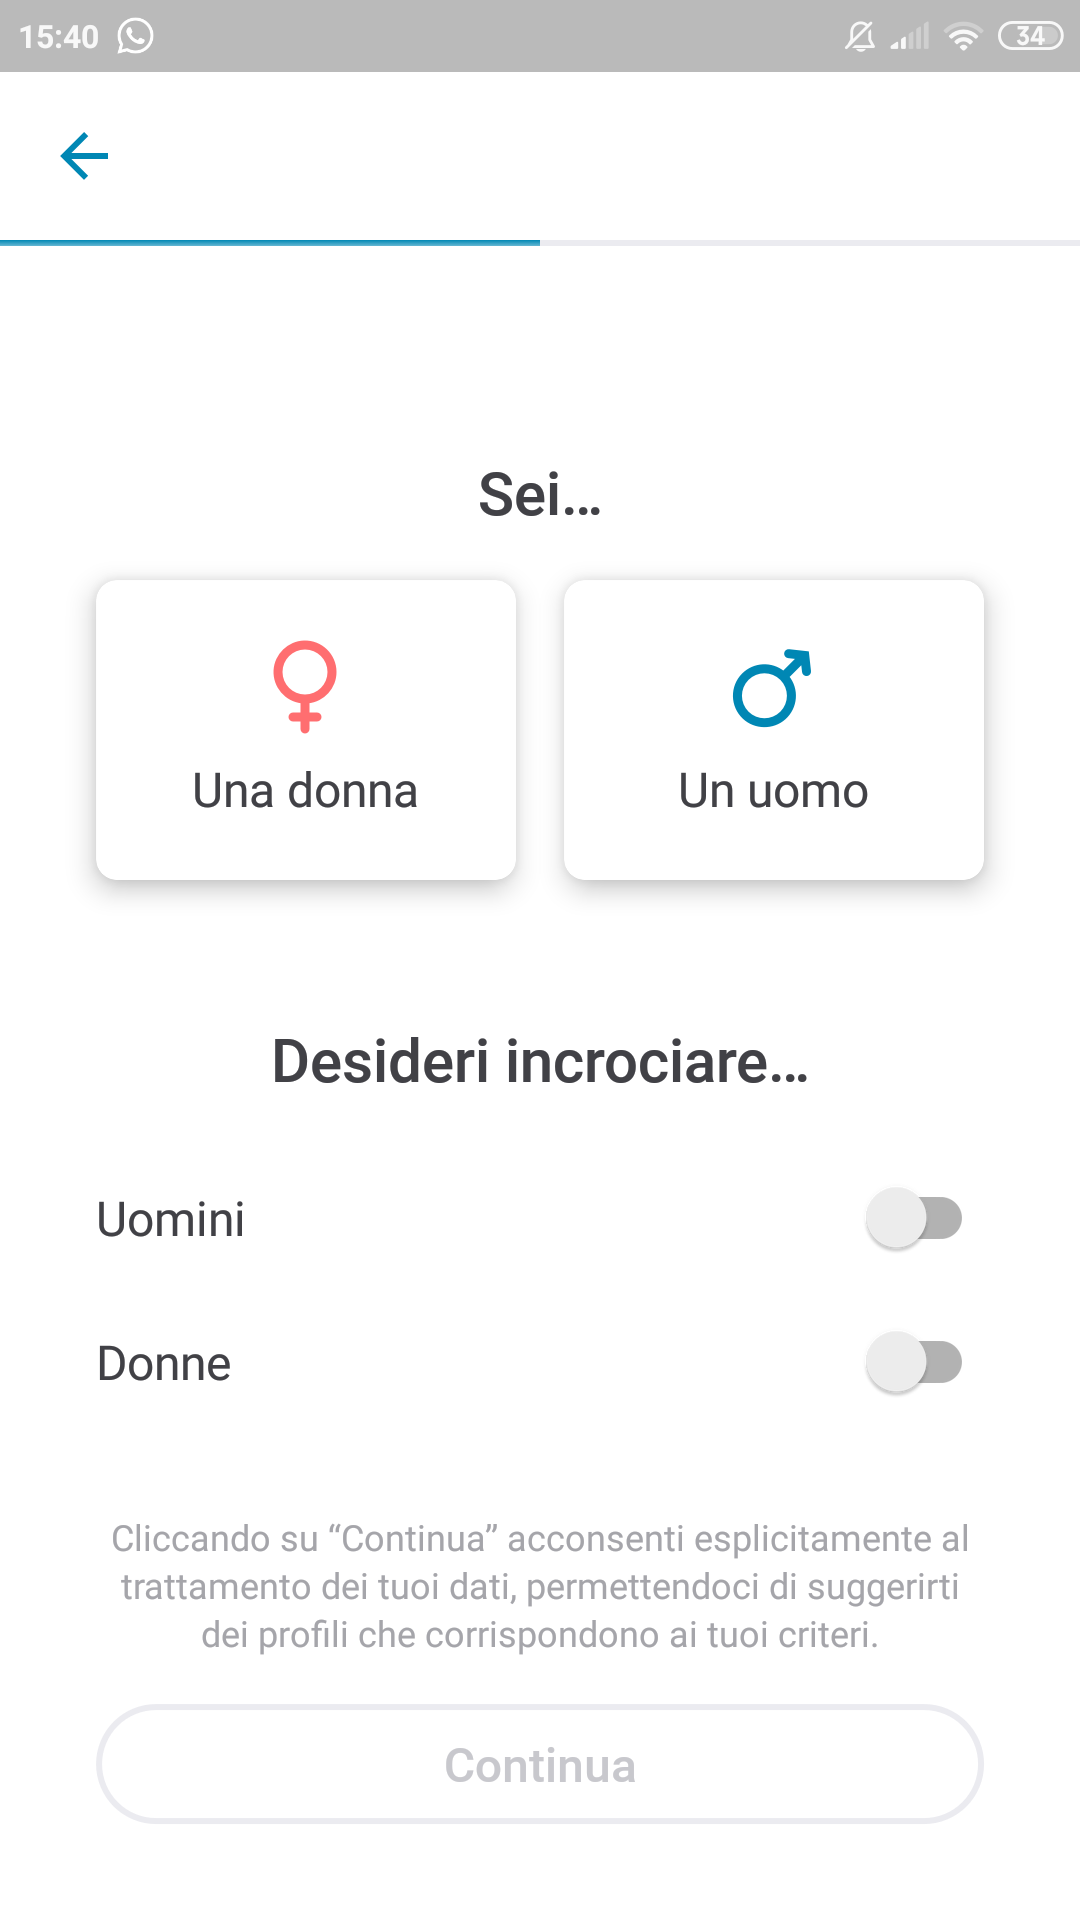 15:40
34
Sei...
Una donna
Un uomo
Desideri incrociare...
Uomini
Donne
Cliccando su “Continua” acconsenti esplicitamente al
trattamento dei tuoi dati, permettendoci di suggerirti
dei profili che corrispondono ai tuoi criteri.
Continua